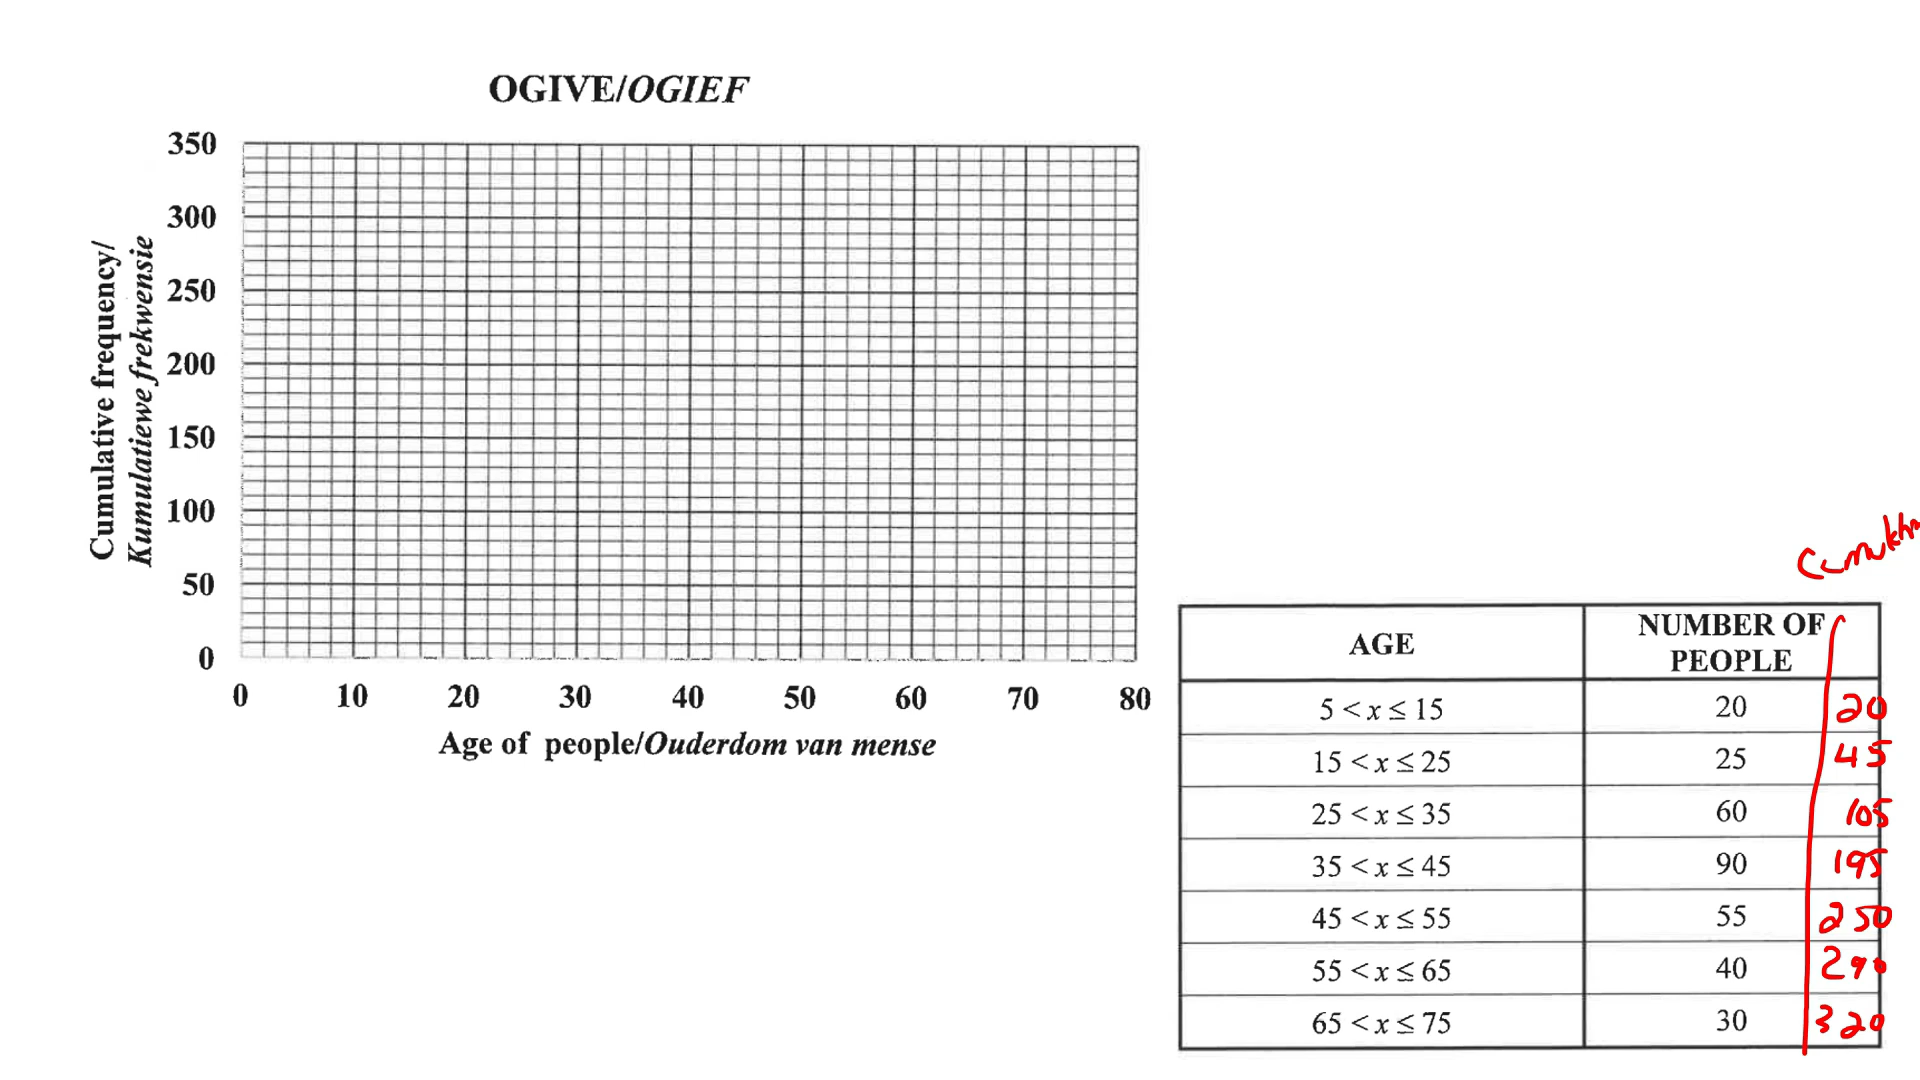 OGIVE/OGIEF
Cumulative frequency/
Kumulatiewe frekwensie
350
300
250
200
150
100
50
0
0 10 20 30 40 50 60 70 80
Age of people/Ouderdom van mense
AGE NUMBER OF PEOPLE
5 < x ≤ 15 20 20
15 < x ≤ 25 25 45
25 < x ≤ 35 60 105
35 < x ≤ 45 90 195
45 < x ≤ 55 55 250
55 < x ≤ 65 40 290
65 < x ≤ 75 30 320